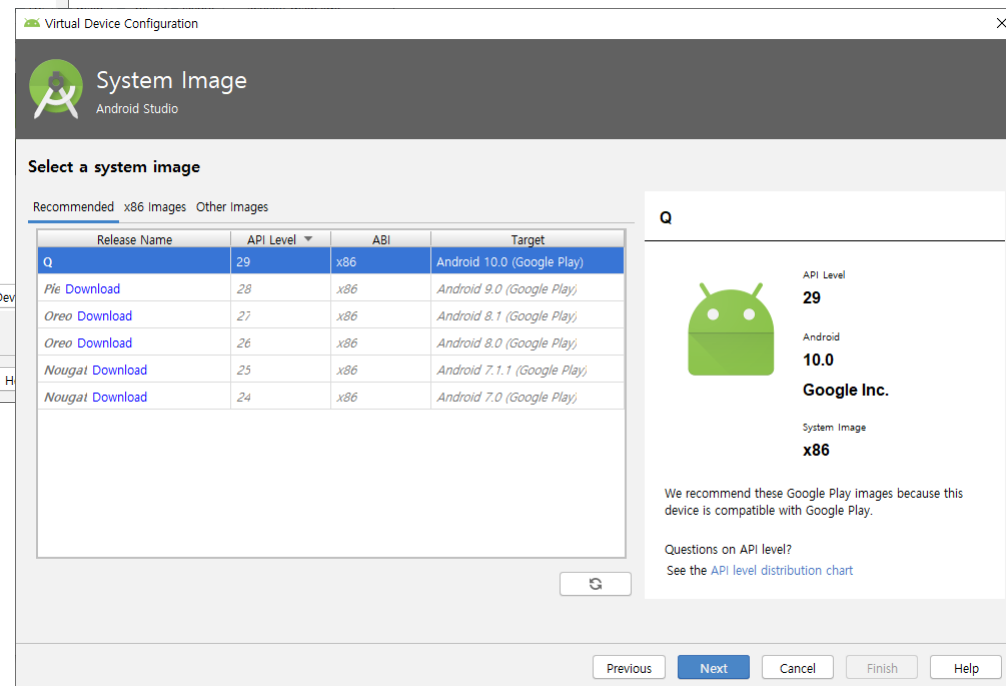 Virtual Device Configuration
System Image
Android Studio
Select a system image
Recommended x86 Images Other Images
Release Name API Level ABI Target
Q 29 x86 Android 10.0 (Google Play)
Pie Download 28 x86 Android 9.0 (Google Play)
Oreo Download 27 x86 Android 8.1 (Google Play)
Oreo Download 26 x86 Android 8.0 (Google Play)
Nougat Download 25 x86 Android 7.1.1 (Google Play)
Nougat Download 24 x86 Android 7.0 (Google Play)
Q
API Level
29
Android
10.0
Google Inc.
System Image
x86
We recommend these Google Play images because this
device is compatible with Google Play.
Questions on API level?
See the API level distribution chart
Previous Next Cancel Finish Help